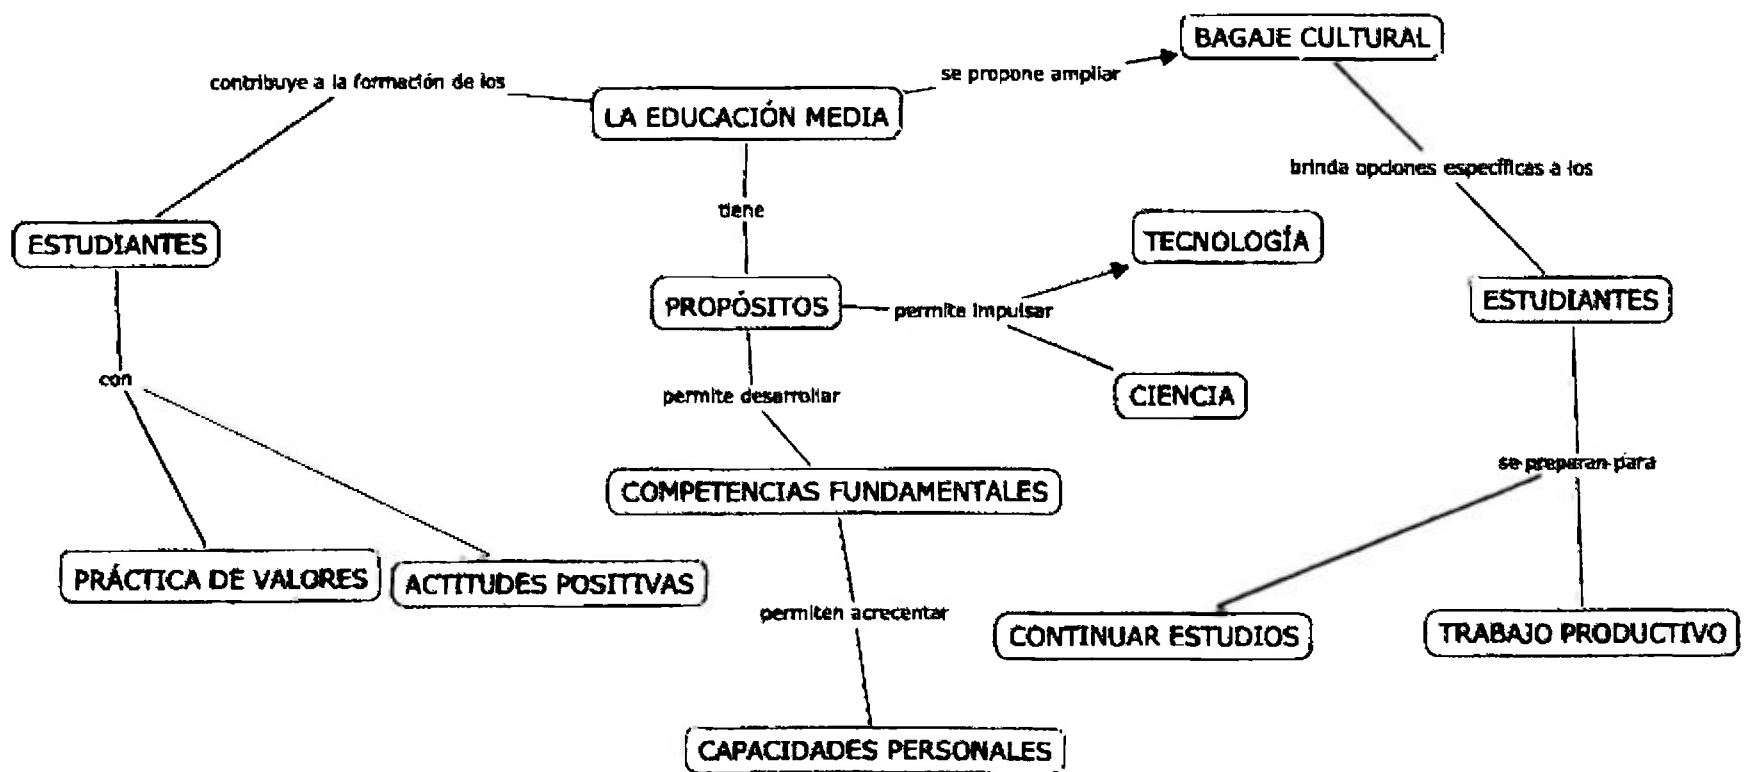 BAGAJE CULTURAL
se propone ampliar
contribuye a la formación de los
LA EDUCACIÓN MEDIA
brinda opciones específicas a los
tiene
ESTUDIANTES
TECNOLOGÍA
PROPÓSITOS
permite impulsar
ESTUDIANTES
con
permite desarrollar
CIENCIA
se preparan para
COMPETENCIAS FUNDAMENTALES
PRÁCTICA DE VALORES
ACTITUDES POSITIVAS
permiten acrecentar
CONTINUAR ESTUDIOS
TRABAJO PRODUCTIVO
CAPACIDADES PERSONALES